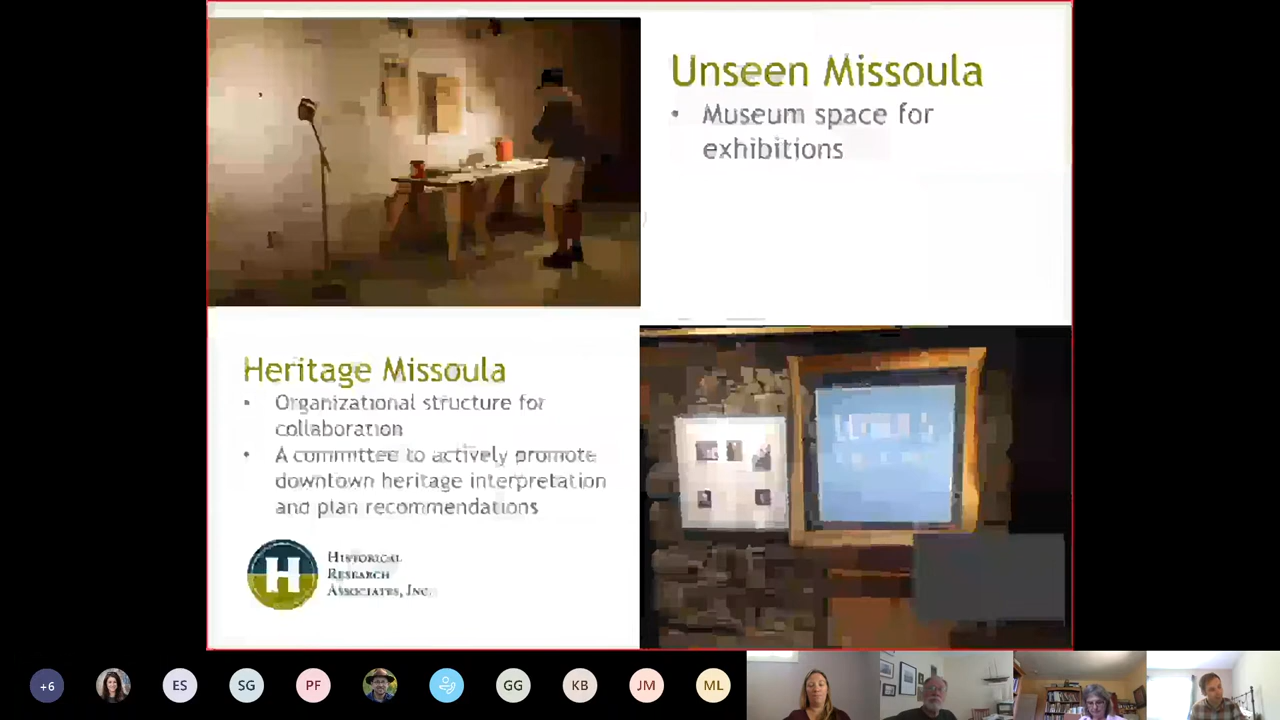 Unseen Missoula
• Museum space for
exhibitions
Heritage Missoula
• Organizational structure for
collaboration
• A committee to actively promote
downtown heritage interpretation
and plan recommendations
H
HISTORICAL
RESEARCH
ASSOCIATES, INC.
+6
ES
SG
PF
GG
KB
JM
ML